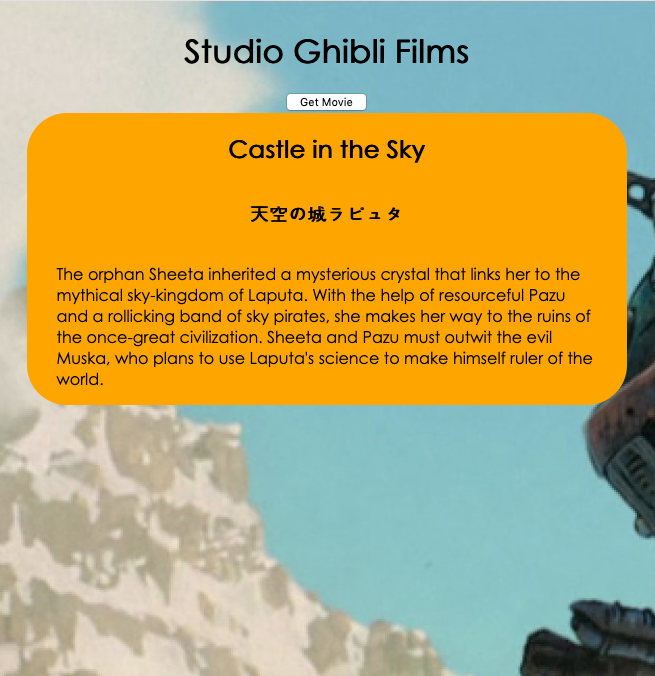 Studio Ghibli Films
Get Movie
Castle in the Sky
天空の城ラピュタ
The orphan Sheeta inherited a mysterious crystal that links her to the
mythical sky-kingdom of Laputa. With the help of resourceful Pazu
and a rollicking band of sky pirates, she makes her way to the ruins of
the once-great civilization. Sheeta and Pazu must outwit the evil
Muska, who plans to use Laputa's science to make himself ruler of the
world.